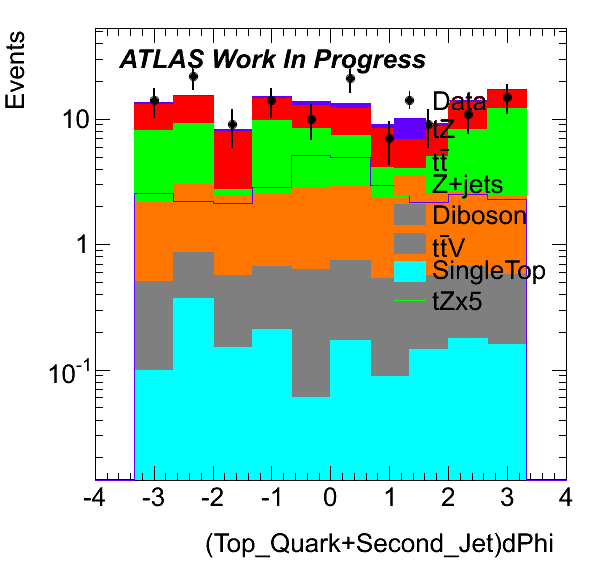 Events
ATLAS Work In Progress
Data
tZ
tt̄
Z+jets
Diboson
tt̄V
SingleTop
tZx5
10
1
10⁻¹
-4 -3 -2 -1 0 1 2 3 4
(Top_Quark+Second_Jet)dPhi